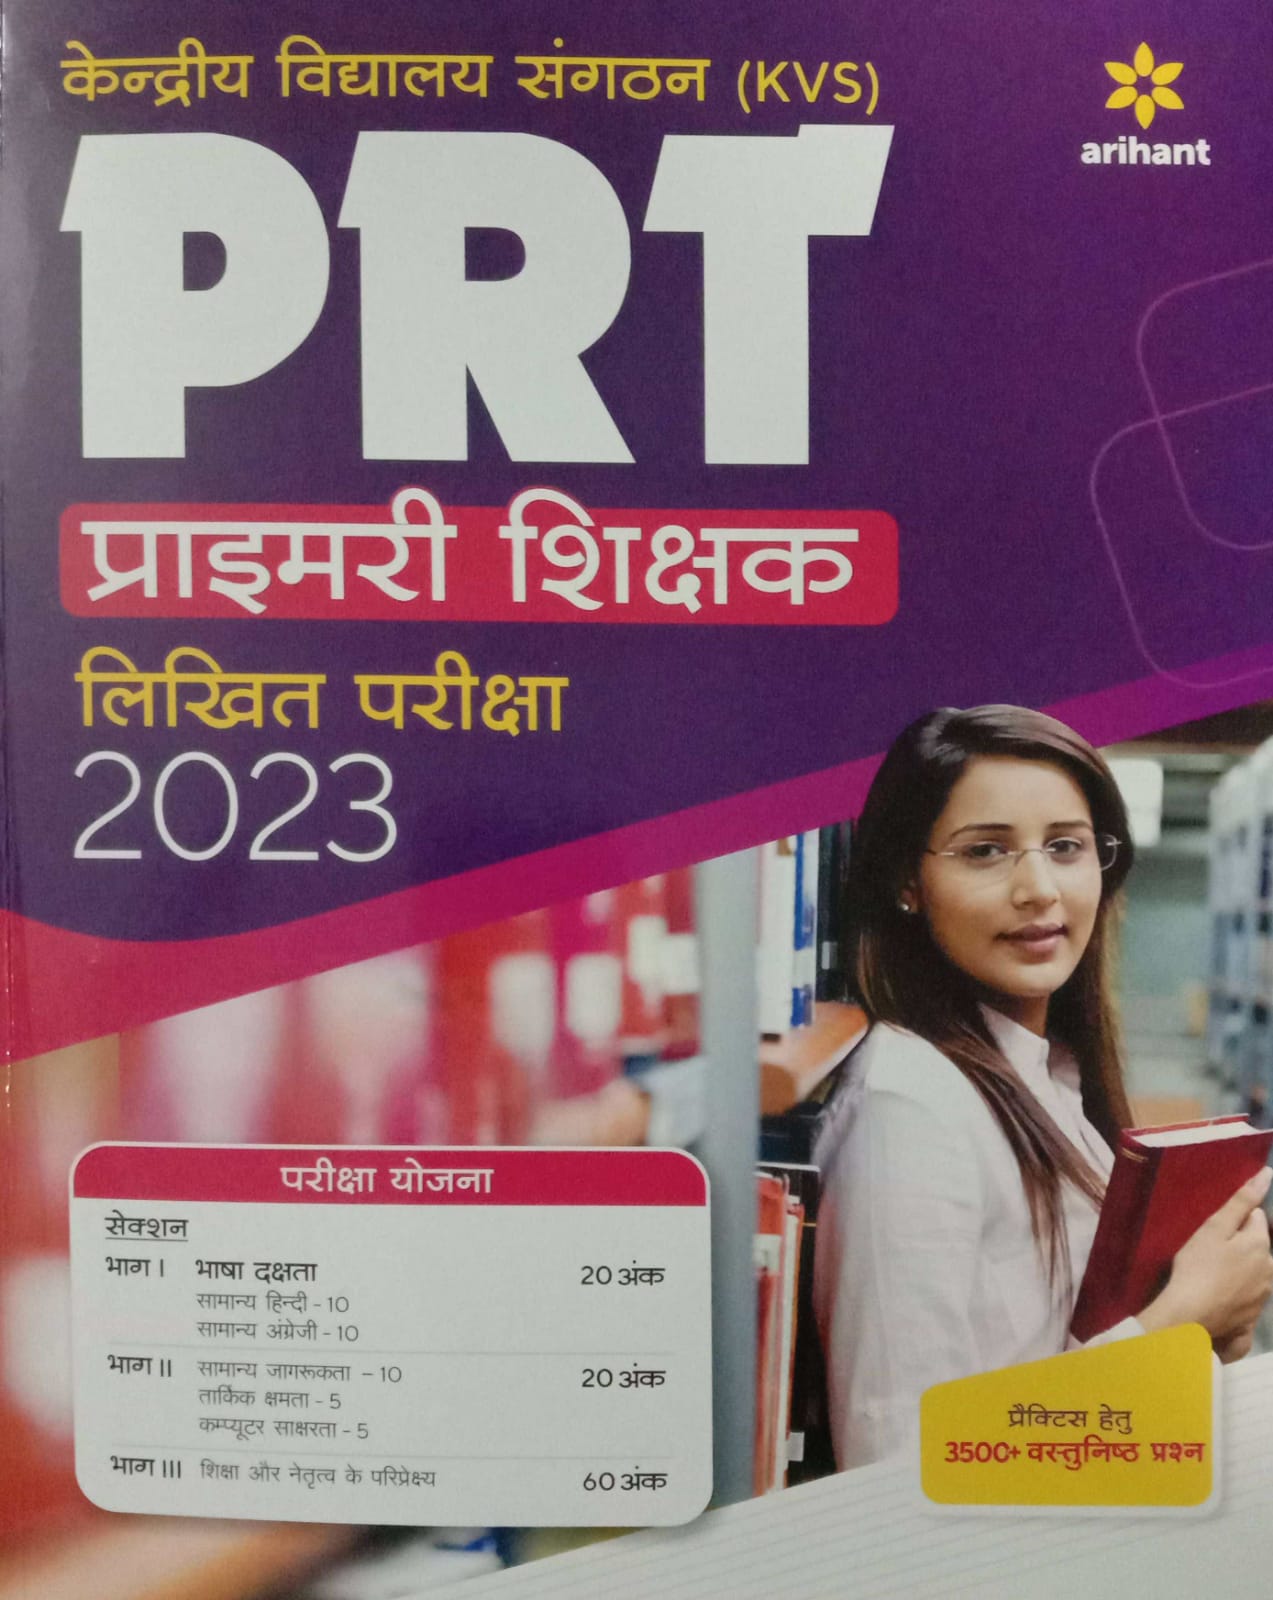 केन्द्रीय विद्यालय संगठन (KVS)
arihant
PRT
प्राइमरी शिक्षक
लिखित परीक्षा
2023
परीक्षा योजना
सेक्शन
भाग I भाषा दक्षता 20 अंक
सामान्य हिन्दी - 10
सामान्य अंग्रेजी - 10
भाग II सामान्य जागरूकता - 10 20 अंक
तार्किक क्षमता - 5
कम्प्यूटर साक्षरता - 5
भाग III शिक्षा और नेतृत्व के परिप्रेक्ष्य 60 अंक
प्रैक्टिस हेतु
3500+ वस्तुनिष्ठ प्रश्न